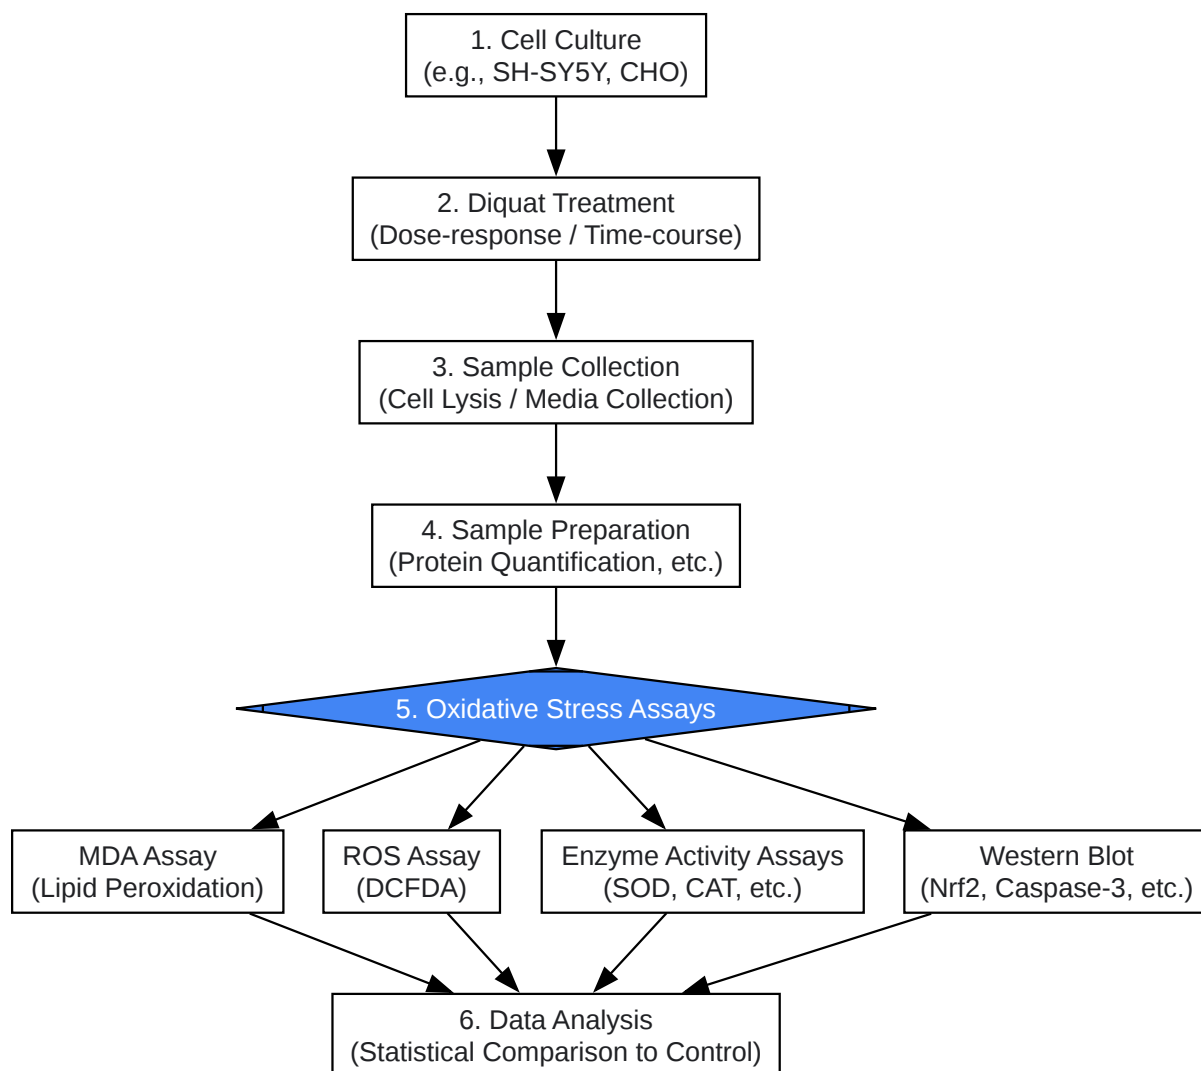 1. Cell Culture
(e.g., SH-SY5Y, CHO)
2. Diquat Treatment
(Dose-response / Time-course)
3. Sample Collection
(Cell Lysis / Media Collection)
4. Sample Preparation
(Protein Quantification, etc.)
5. Oxidative Stress Assays
MDA Assay
(Lipid Peroxidation)
ROS Assay
(DCFDA)
Enzyme Activity Assays
(SOD, CAT, etc.)
Western Blot
(Nrf2, Caspase-3, etc.)
6. Data Analysis
(Statistical Comparison to Control)